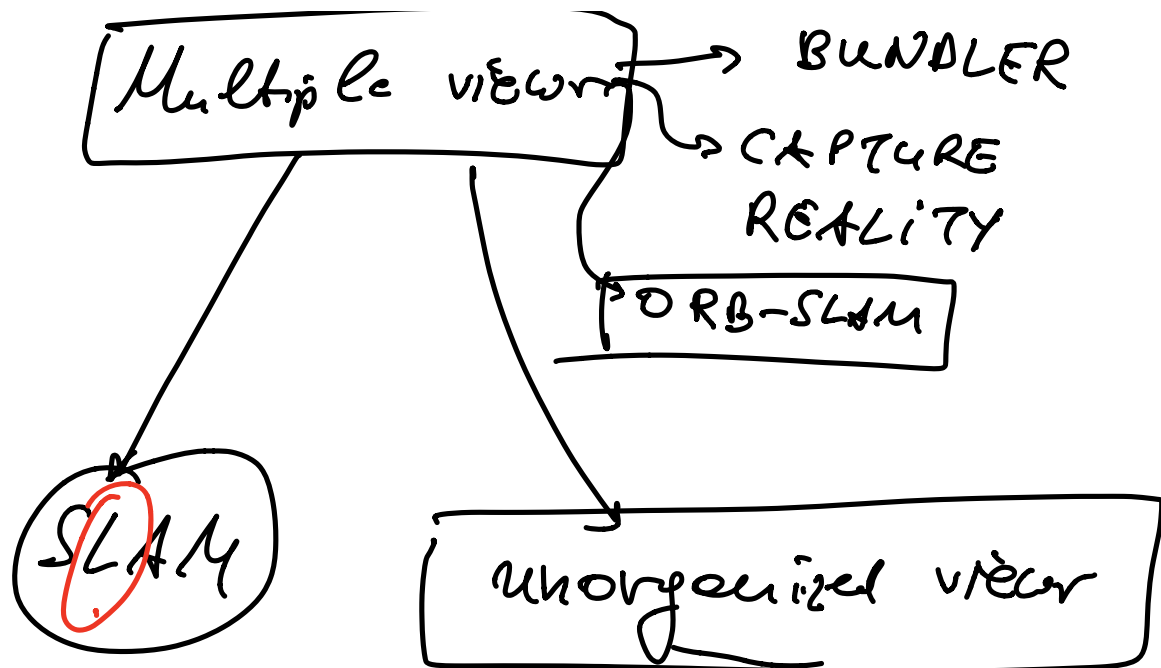 Multiple views
BUNDLER
CAPTURE
REALITY
ORB-SLAM
SLAM
unorganized views